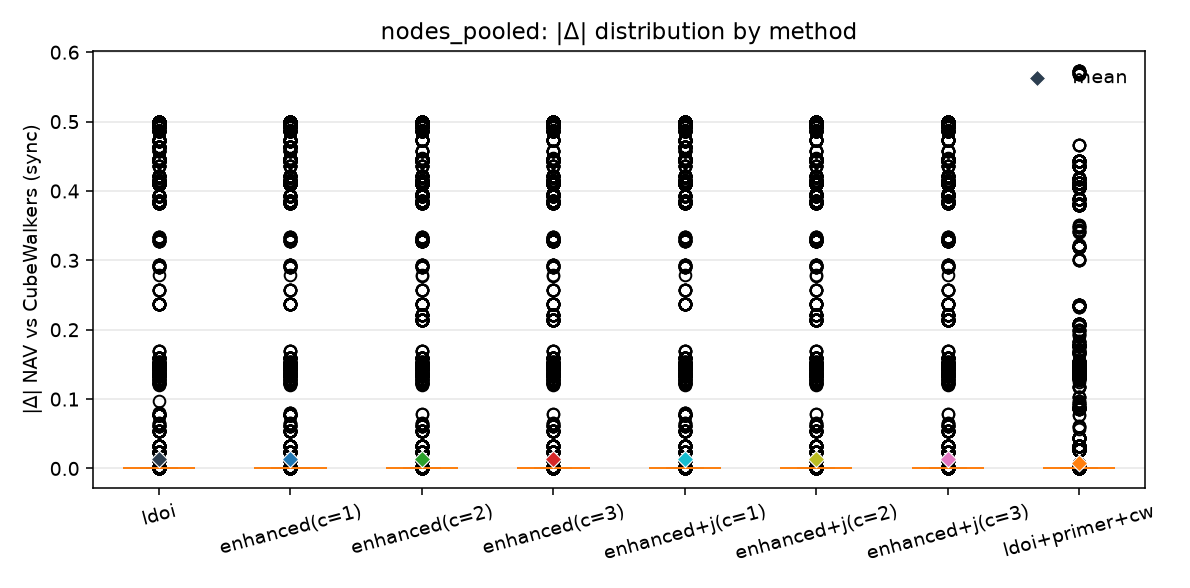 nodes_pooled: |Δ| distribution by method
|Δ| NAV vs CubeWalkers (sync)
0.6
0.5
0.4
0.3
0.2
0.1
0.0
mean
ldoi
enhanced(c=1)
enhanced(c=2)
enhanced(c=3)
enhanced+j(c=1)
enhanced+j(c=2)
enhanced+j(c=3)
ldoi+primer+cw